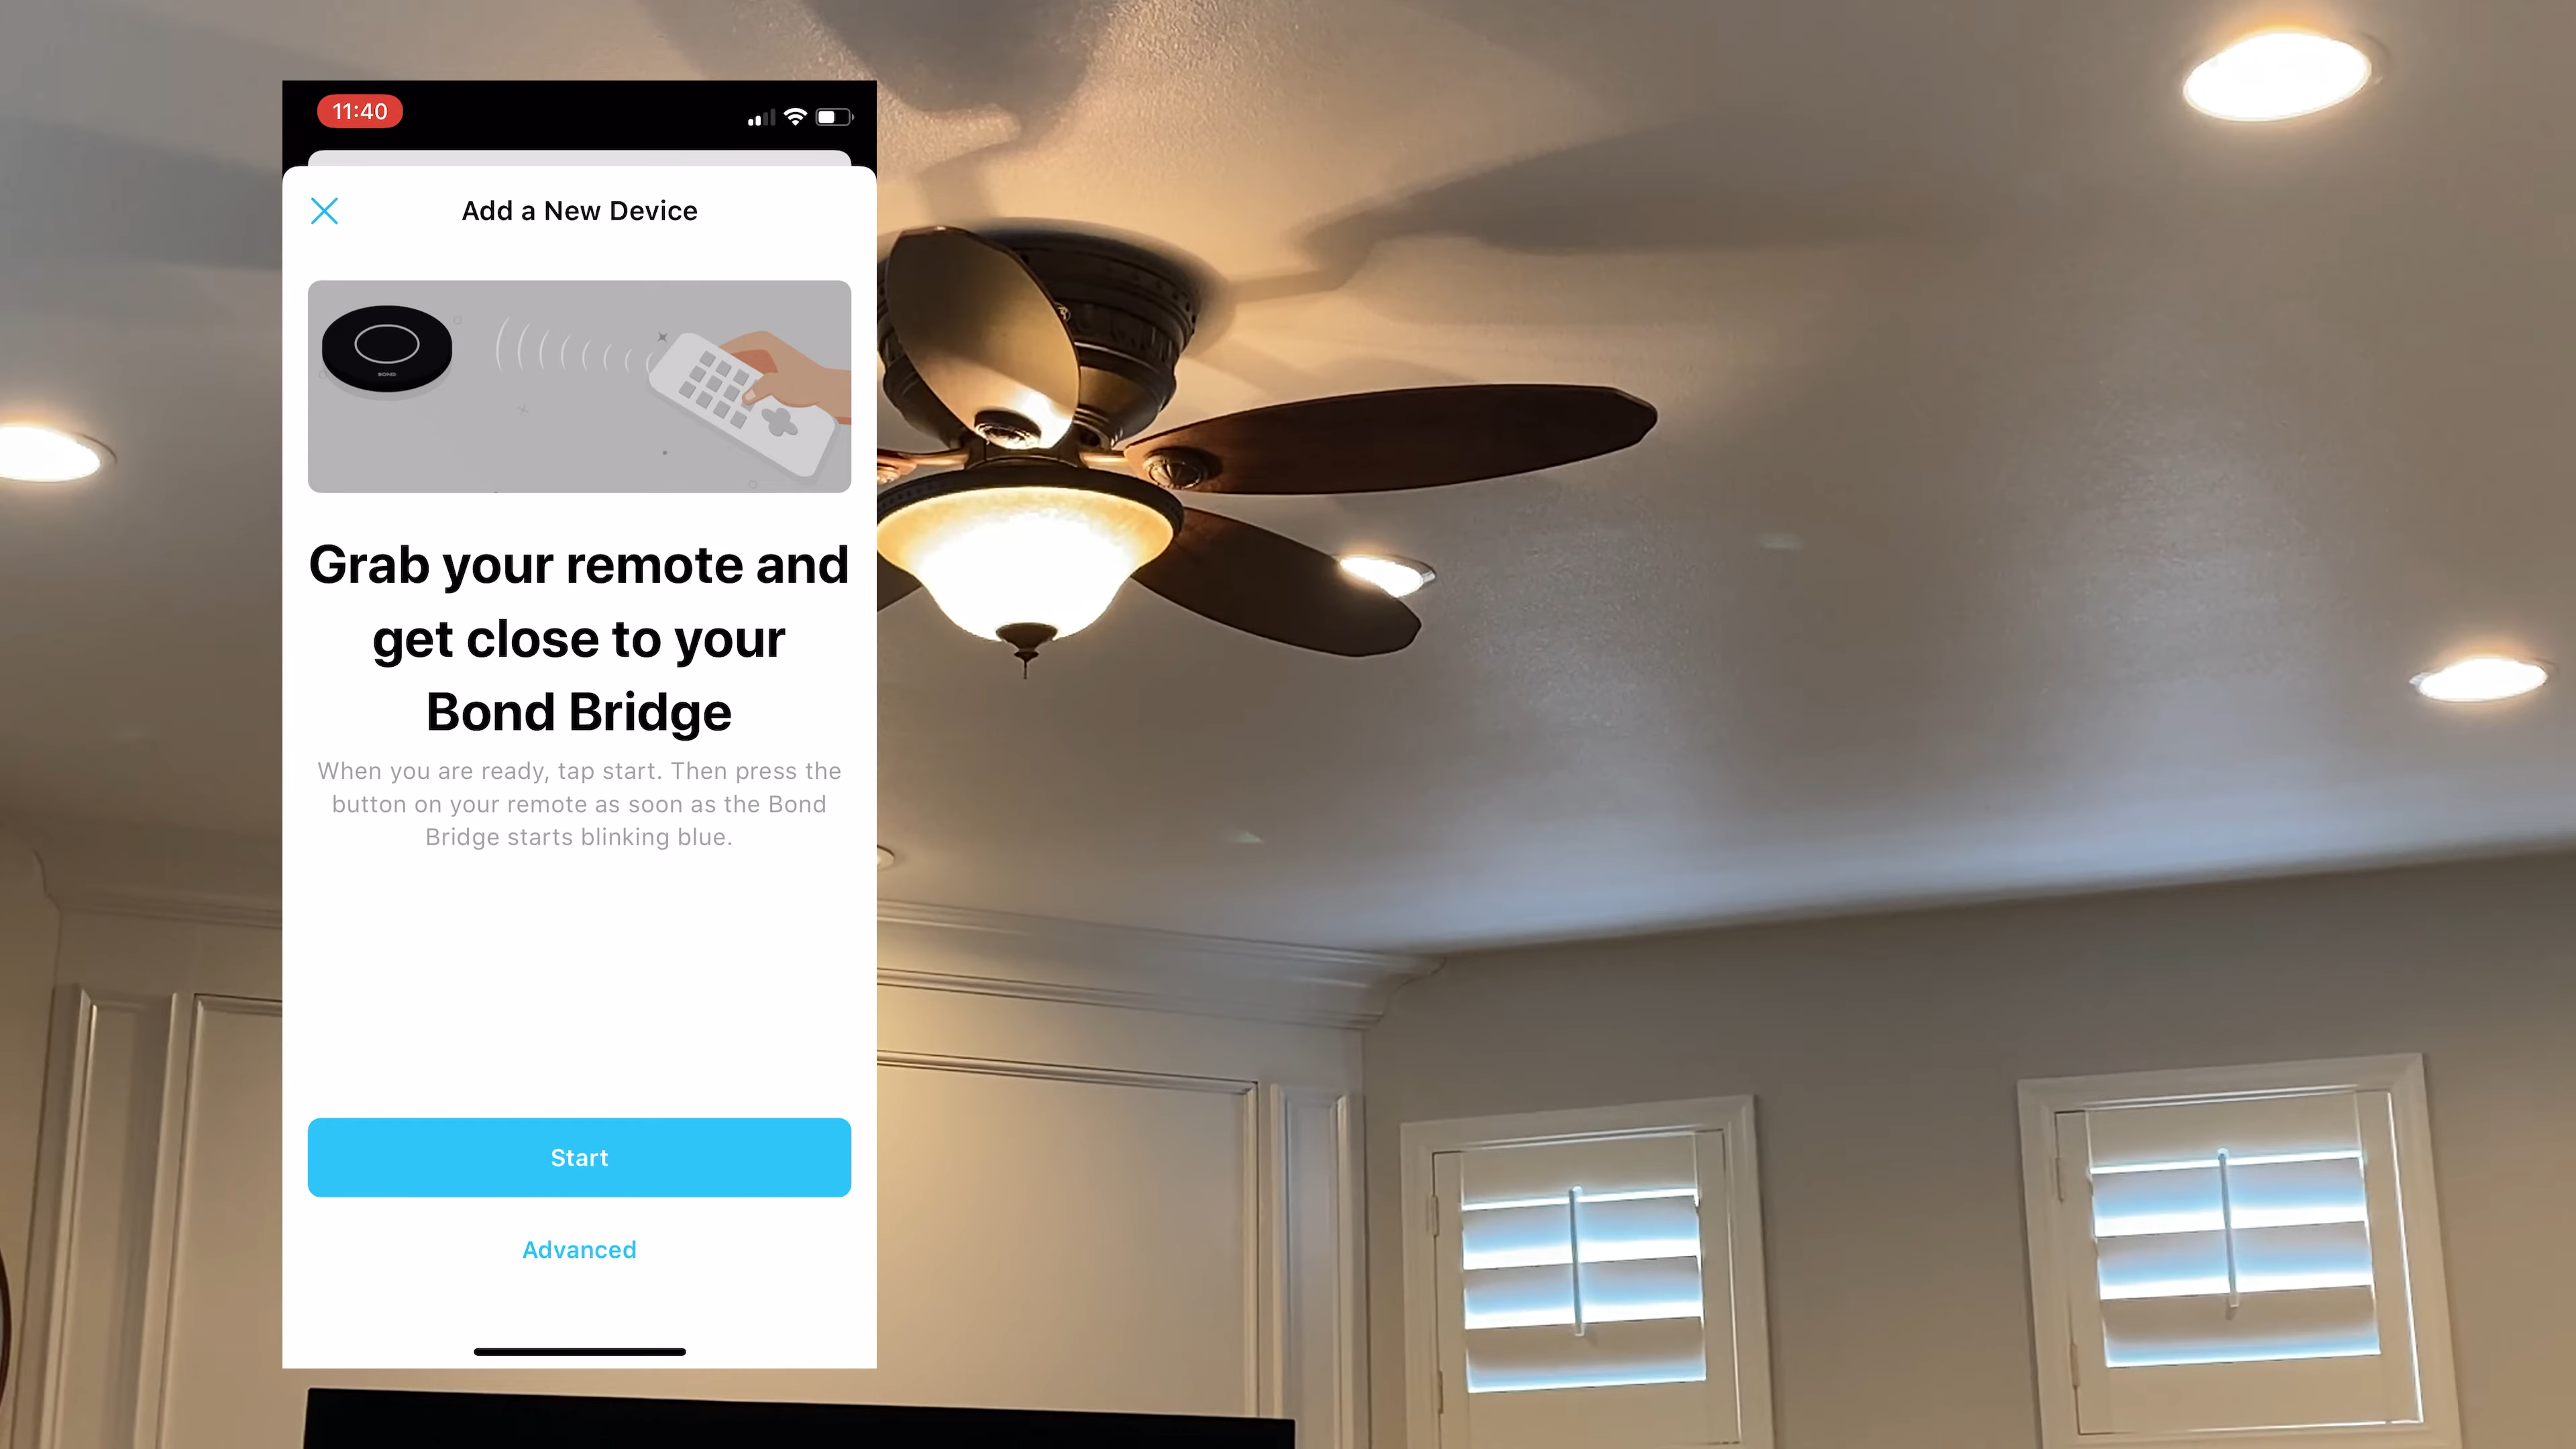 11:40
Add a New Device
BOND
Grab your remote and
get close to your
Bond Bridge
When you are ready, tap start. Then press the
button on your remote as soon as the Bond
Bridge starts blinking blue.
Start
Advanced